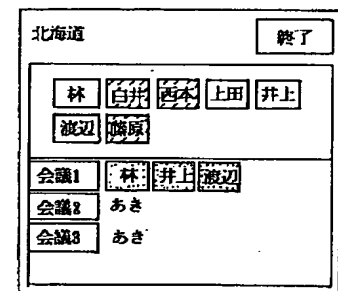 北海道 終了
林 白井 西本 上田 井上
渡辺 藤原
会議1 林 井上 渡辺
会議2 あき
会議3 あき